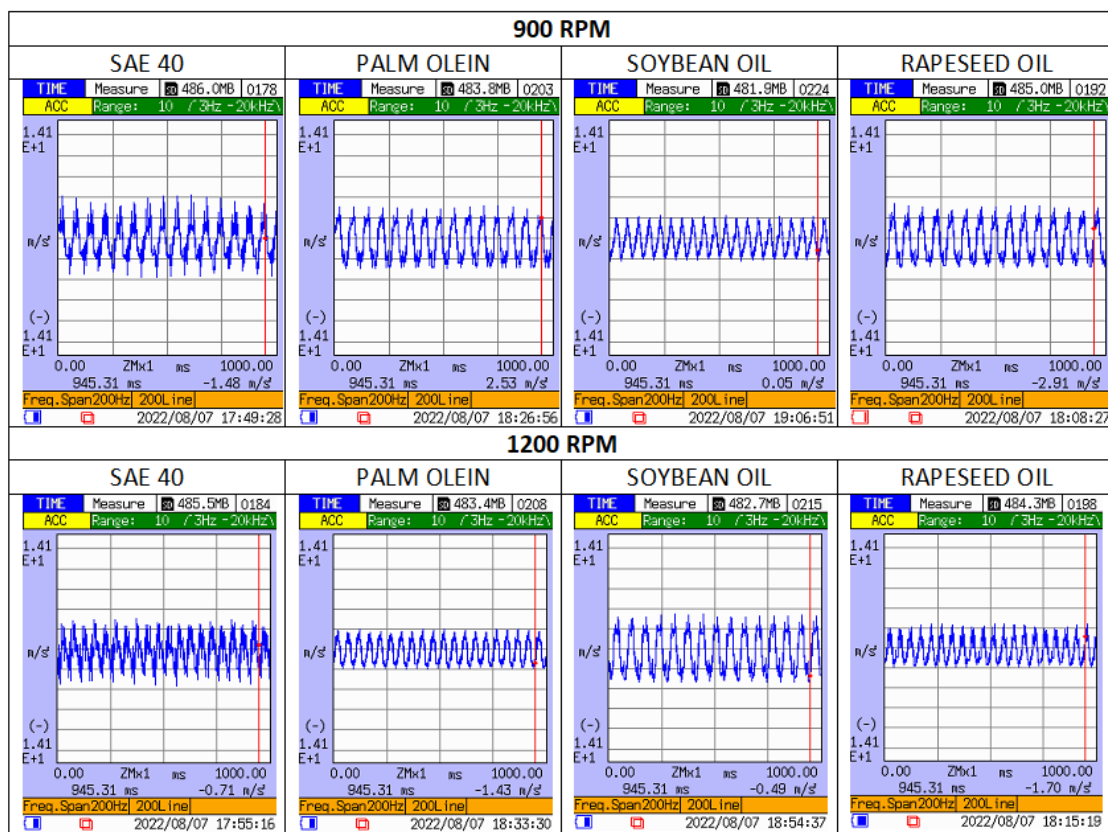 900 RPM
SAE 40 PALM OLEIN SOYBEAN OIL RAPESEED OIL
TIME Measure SD 486.0MB 0178
ACC Range: 10 3Hz -20kHz
1.41
E+1
m/s²
(-)
1.41
E+1
0.00 ZMx1 ms 1000.00
945.31 ms -1.48 m/s²
Freq.Span200Hz 200Line
2022/08/07 17:49:28
TIME Measure SD 483.8MB 0203
ACC Range: 10 3Hz -20kHz
1.41
E+1
m/s²
(-)
1.41
E+1
0.00 ZMx1 ms 1000.00
945.31 ms 2.53 m/s²
Freq.Span200Hz 200Line
2022/08/07 18:26:56
TIME Measure SD 481.9MB 0224
ACC Range: 10 3Hz -20kHz
1.41
E+1
m/s²
(-)
1.41
E+1
0.00 ZMx1 ms 1000.00
945.31 ms 0.05 m/s²
Freq.Span200Hz 200Line
2022/08/07 19:06:51
TIME Measure SD 485.0MB 0192
ACC Range: 10 3Hz -20kHz
1.41
E+1
m/s²
(-)
1.41
E+1
0.00 ZMx1 ms 1000.00
945.31 ms -2.91 m/s²
Freq.Span200Hz 200Line
2022/08/07 18:08:27
1200 RPM
SAE 40 PALM OLEIN SOYBEAN OIL RAPESEED OIL
TIME Measure SD 485.5MB 0184
ACC Range: 10 3Hz -20kHz
1.41
E+1
m/s²
(-)
1.41
E+1
0.00 ZMx1 ms 1000.00
945.31 ms -0.71 m/s²
Freq.Span200Hz 200Line
2022/08/07 17:55:16
TIME Measure SD 483.4MB 0208
ACC Range: 10 3Hz -20kHz
1.41
E+1
m/s²
(-)
1.41
E+1
0.00 ZMx1 ms 1000.00
945.31 ms -1.43 m/s²
Freq.Span200Hz 200Line
2022/08/07 18:33:30
TIME Measure SD 482.7MB 0215
ACC Range: 10 3Hz -20kHz
1.41
E+1
m/s²
(-)
1.41
E+1
0.00 ZMx1 ms 1000.00
945.31 ms -0.49 m/s²
Freq.Span200Hz 200Line
2022/08/07 18:54:37
TIME Measure SD 484.3MB 0198
ACC Range: 10 3Hz -20kHz
1.41
E+1
m/s²
(-)
1.41
E+1
0.00 ZMx1 ms 1000.00
945.31 ms -1.70 m/s²
Freq.Span200Hz 200Line
2022/08/07 18:15:19